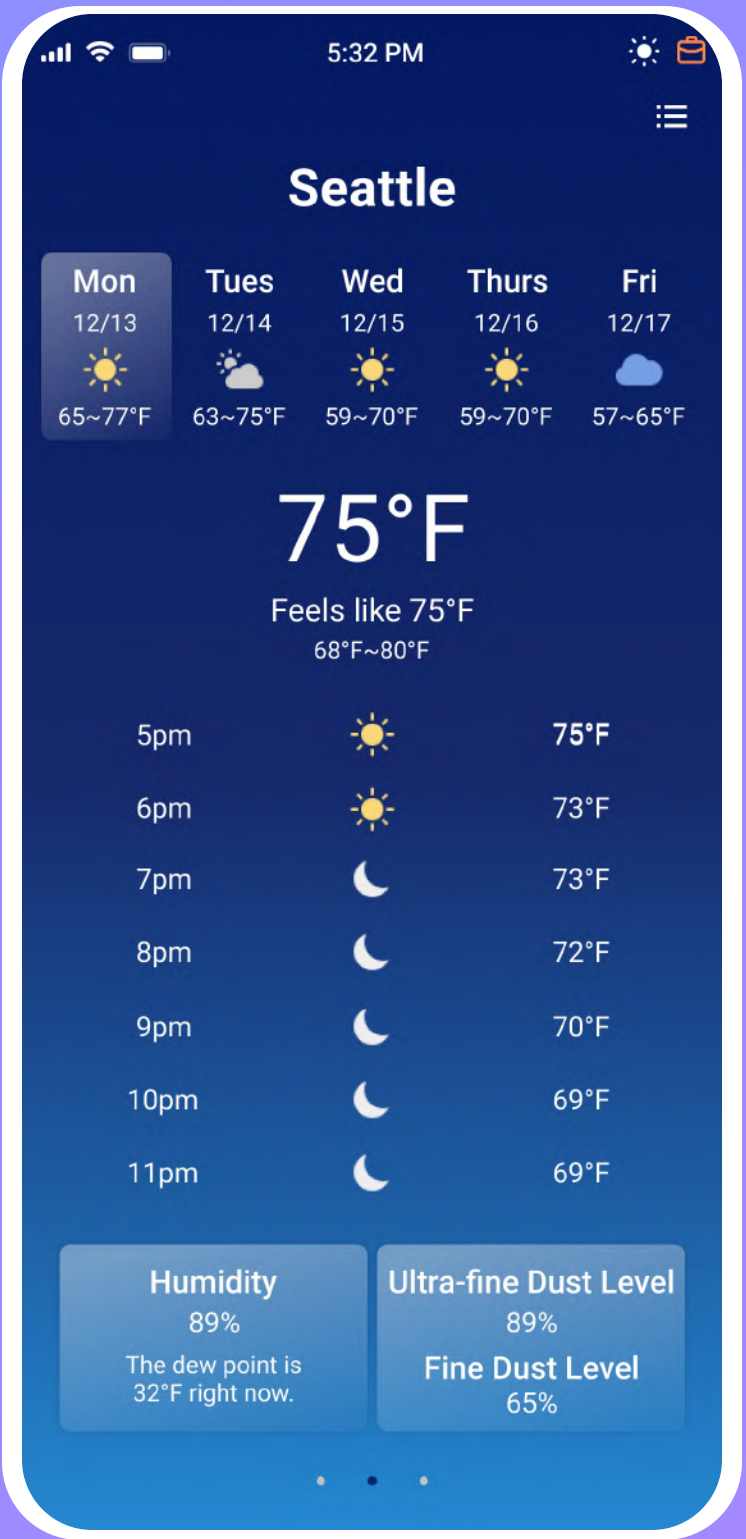 5:32 PM
Seattle
Mon Tues Wed Thurs Fri
12/13 12/14 12/15 12/16 12/17
65~77°F 63~75°F 59~70°F 59~70°F 57~65°F
75°F
Feels like 75°F
68°F~80°F
5pm 75°F
6pm 73°F
7pm 73°F
8pm 72°F
9pm 70°F
10pm 69°F
11pm 69°F
Humidity
89%
The dew point is
32°F right now.
Ultra-fine Dust Level
89%
Fine Dust Level
65%